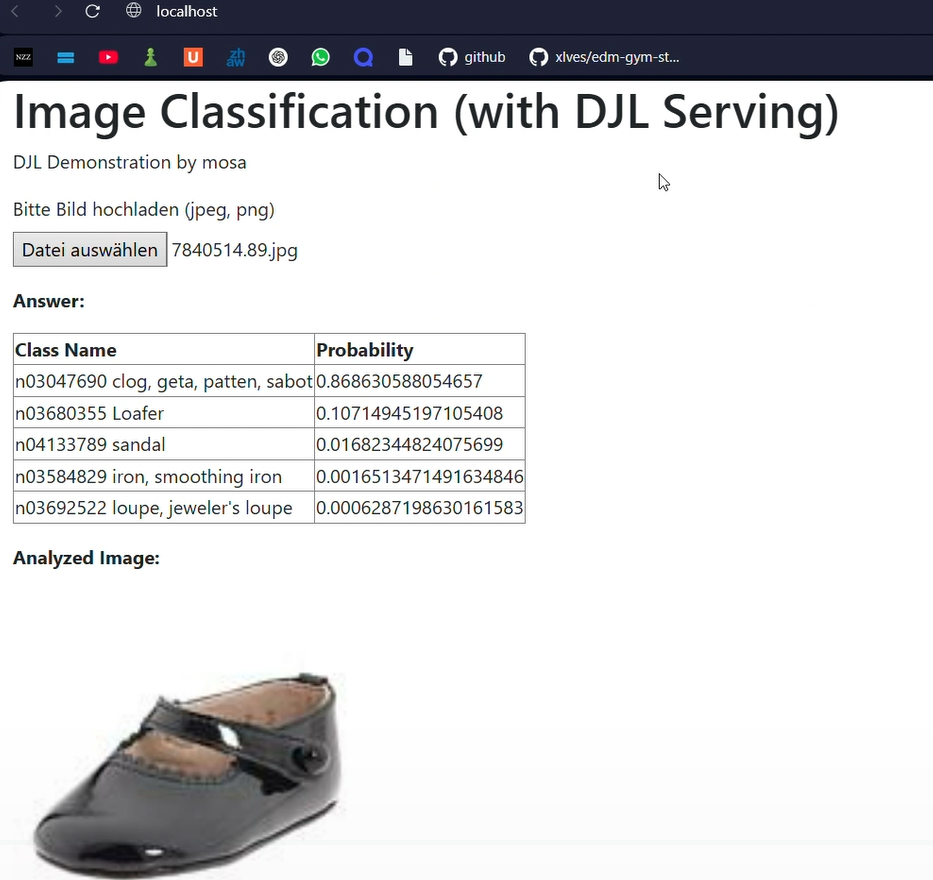 localhost
NZZ U zh aw github xlves/edm-gym-st...
Image Classification (with DJL Serving)
DJL Demonstration by mosa
Bitte Bild hochladen (jpeg, png)
Datei auswählen 7840514.89.jpg
Answer:
Class Name Probability
n03047690 clog, geta, patten, sabot 0.868630588054657
n03680355 Loafer 0.10714945197105408
n04133789 sandal 0.01682344824075699
n03584829 iron, smoothing iron 0.0016513471491634846
n03692522 loupe, jeweler's loupe 0.0006287198630161583
Analyzed Image: